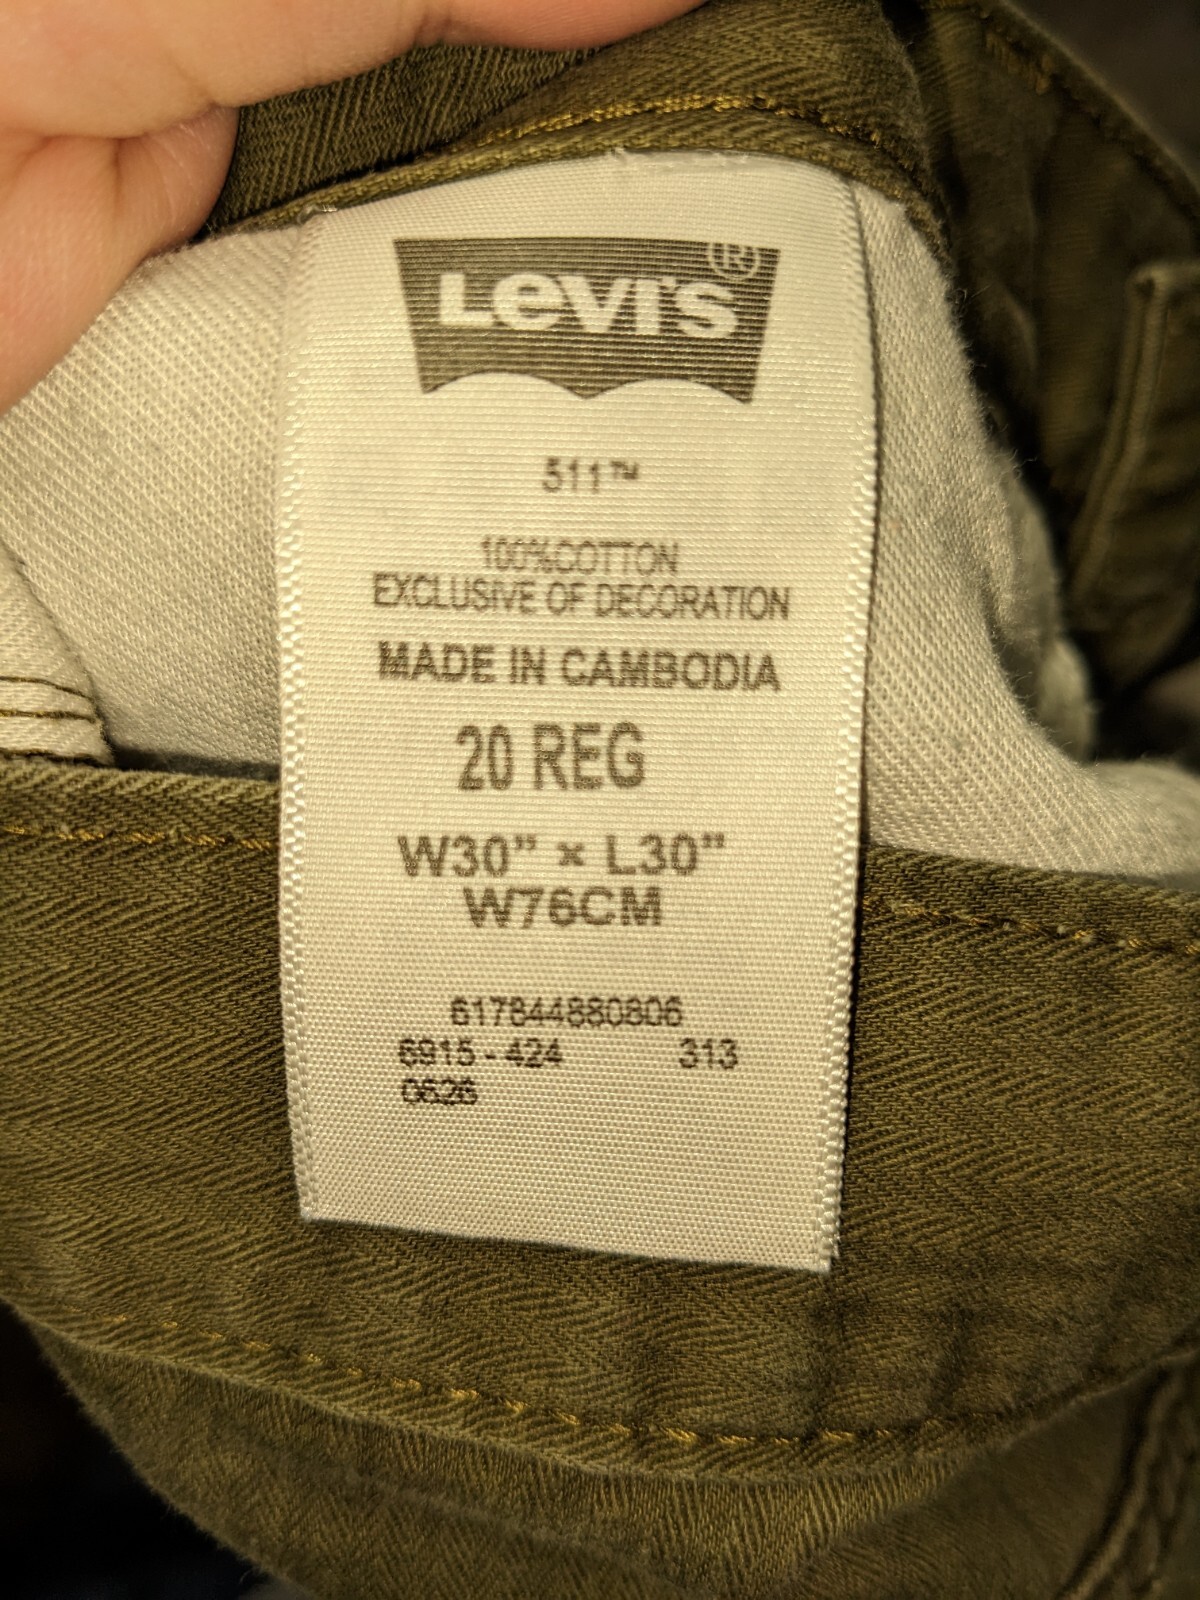 Levi's®
511™
100%COTTON
EXCLUSIVE OF DECORATION
MADE IN CAMBODIA
20 REG
W30" × L30"
W76CM
617844880806
6915 - 424 313
0626